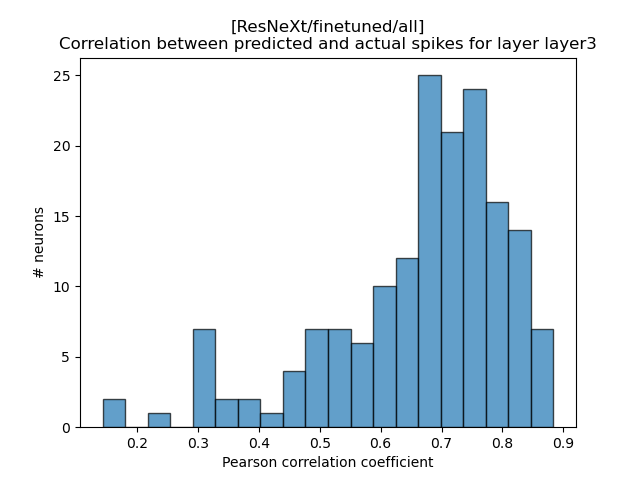 [ResNeXt/finetuned/all]
Correlation between predicted and actual spikes for layer layer3
25
20
15
10
5
0
# neurons
0.2 0.3 0.4 0.5 0.6 0.7 0.8 0.9
Pearson correlation coefficient